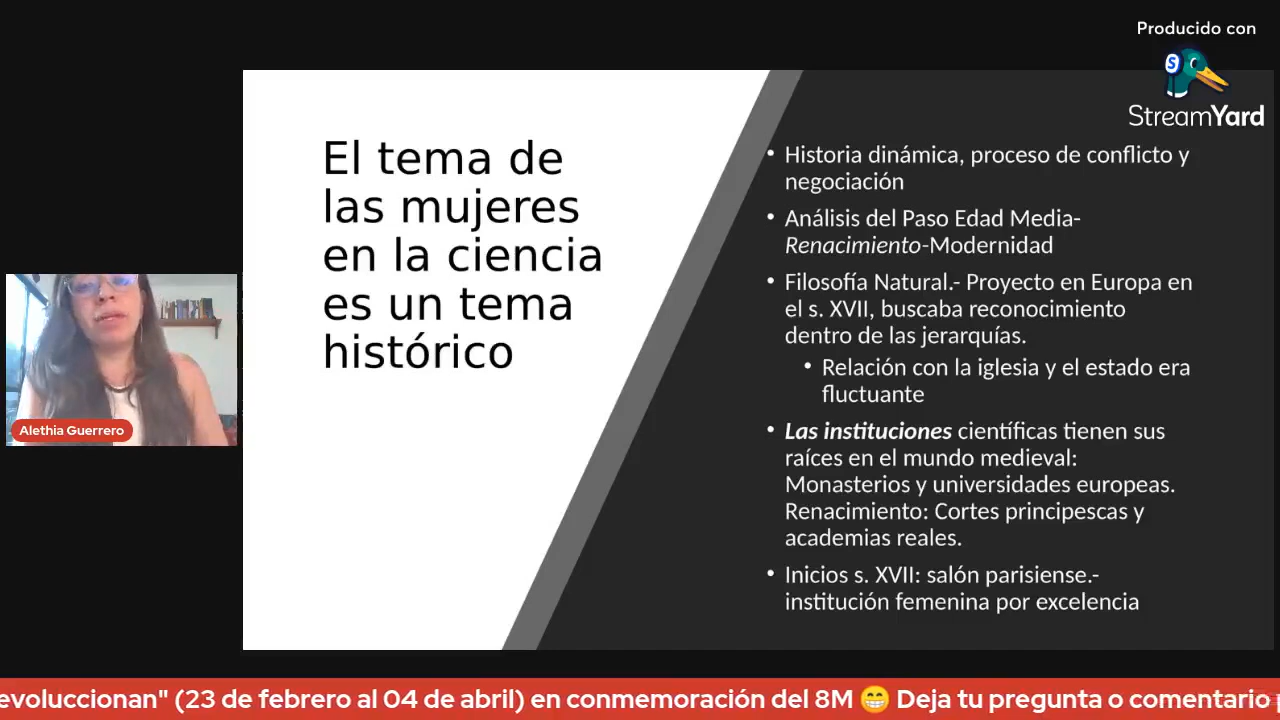 Producido con
StreamYard
El tema de
las mujeres
en la ciencia
es un tema
histórico
• Historia dinámica, proceso de conflicto y
negociación
• Análisis del Paso Edad Media-
Renacimiento-Modernidad
• Filosofía Natural.- Proyecto en Europa en
el s. XVII, buscaba reconocimiento
dentro de las jerarquías.
• Relación con la iglesia y el estado era
fluctuante
• Las instituciones científicas tienen sus
raíces en el mundo medieval:
Monasterios y universidades europeas.
Renacimiento: Cortes principescas y
academias reales.
• Inicios s. XVII: salón parisiense.-
institución femenina por excelencia
Alethia Guerrero
evoluccionan" (23 de febrero al 04 de abril) en conmemoración del 8M 😁 Deja tu pregunta o comentario